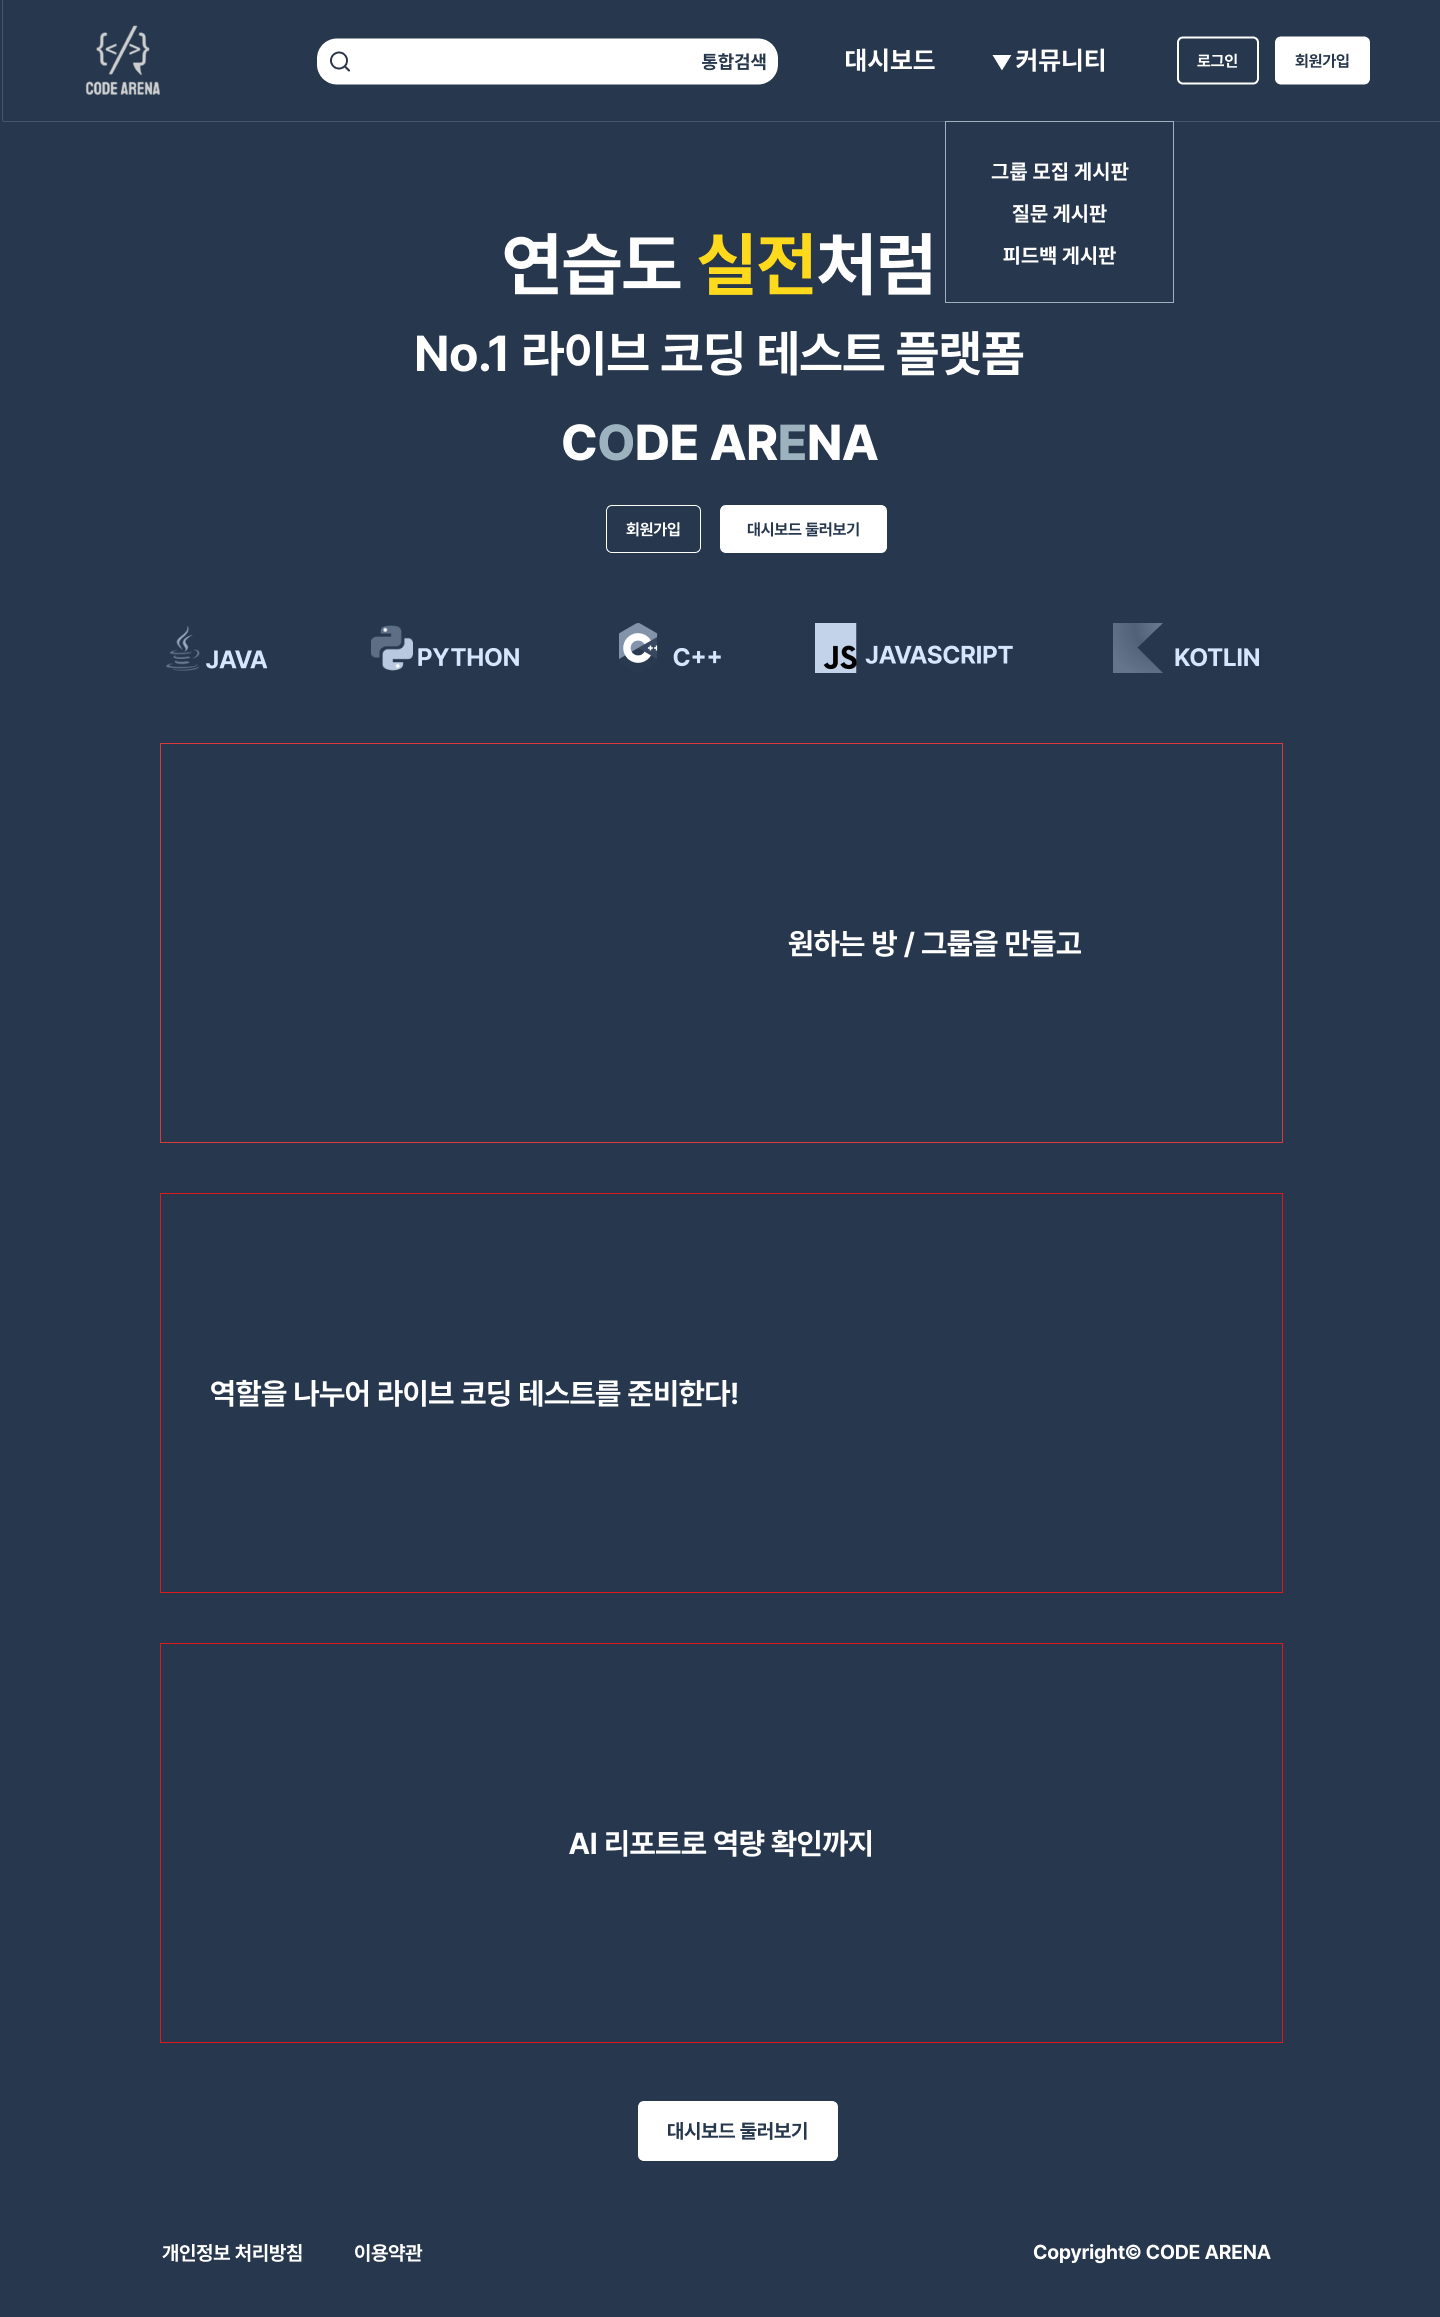 {</>}
CODE ARENA
통합검색
대시보드
▼커뮤니티
로그인
회원가입
그룹 모집 게시판
질문 게시판
피드백 게시판
연습도 실전처럼
No.1 라이브 코딩 테스트 플랫폼
CODE ARENA
회원가입
대시보드 둘러보기
JAVA
PYTHON
C++
C++
JS
JAVASCRIPT
KOTLIN
원하는 방 / 그룹을 만들고
역할을 나누어 라이브 코딩 테스트를 준비한다!
AI 리포트로 역량 확인까지
대시보드 둘러보기
개인정보 처리방침
이용약관
Copyright© CODE ARENA